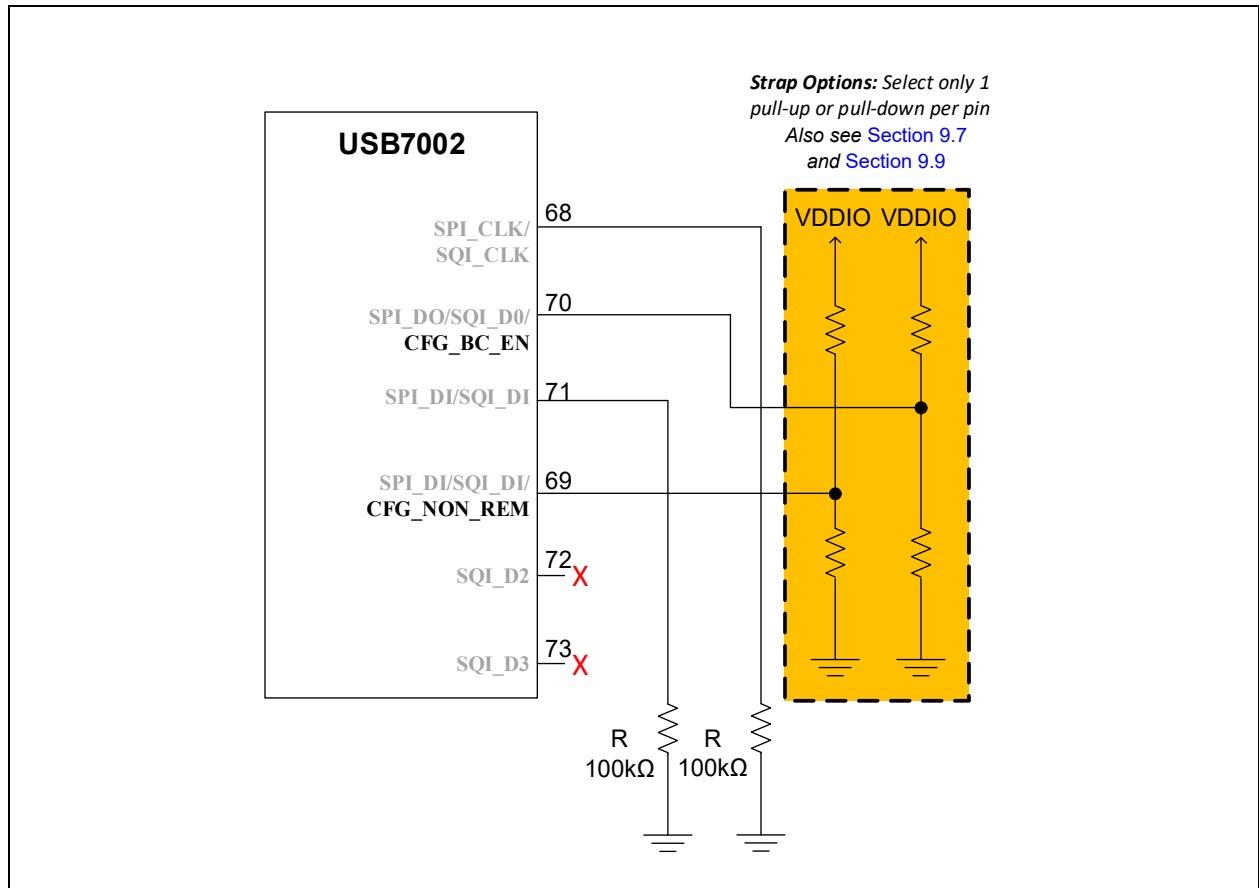 Strap Options: Select only 1
pull-up or pull-down per pin
Also see Section 9.7
and Section 9.9
USB7002
VDDIO VDDIO
68
SPI_CLK/
SQI_CLK
70
SPI_DO/SQI_D0/
CFG_BC_EN
71
SPI_DI/SQI_DI
69
SPI_DI/SQI_DI/
CFG_NON_REM
72
SQI_D2
X
73
SQI_D3
X
R
100kΩ
R
100kΩ